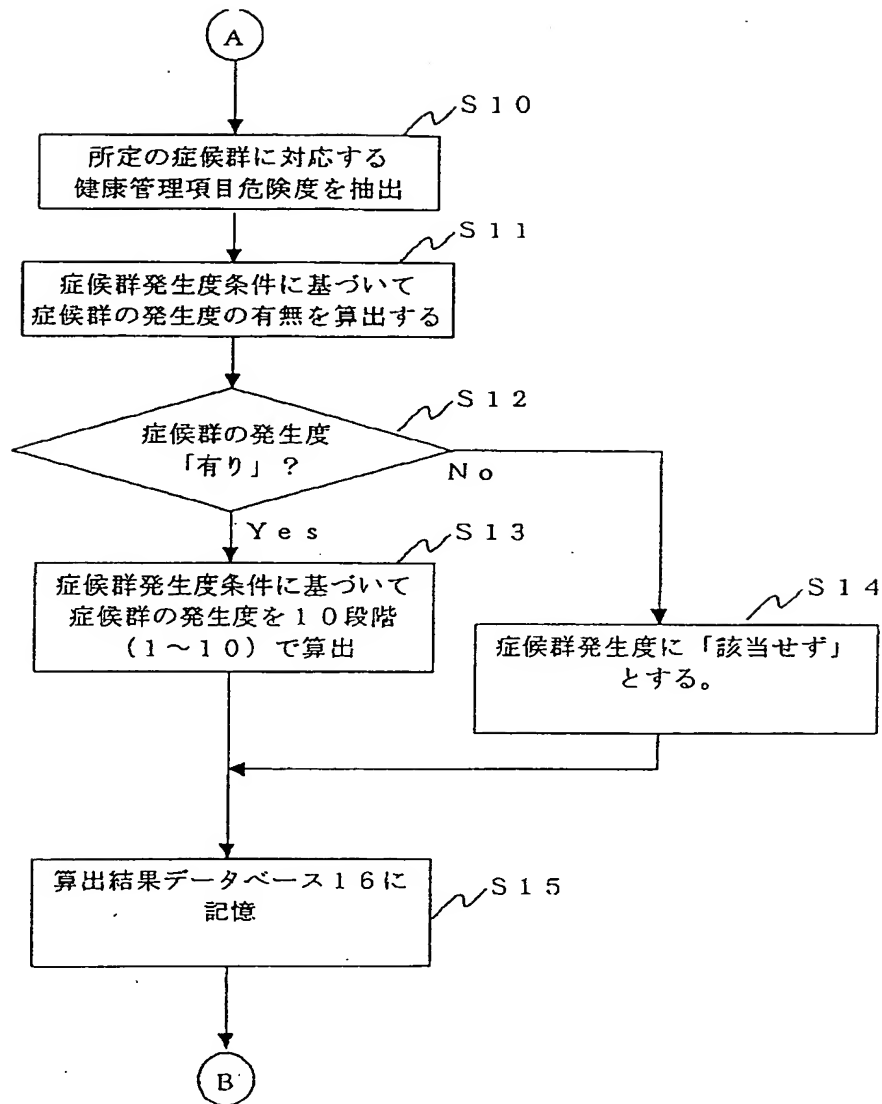 A
S10
所定の症候群に対応する
健康管理項目危険度を抽出
S11
症候群発生度条件に基づいて
症候群の発生度の有無を算出する
S12
症候群の発生度
「有り」？
No
Yes
S13
症候群発生度条件に基づいて
症候群の発生度を10段階
(1～10)で算出
S14
症候群発生度に「該当せず」
とする。
算出結果データベース16に
記憶
S15
B